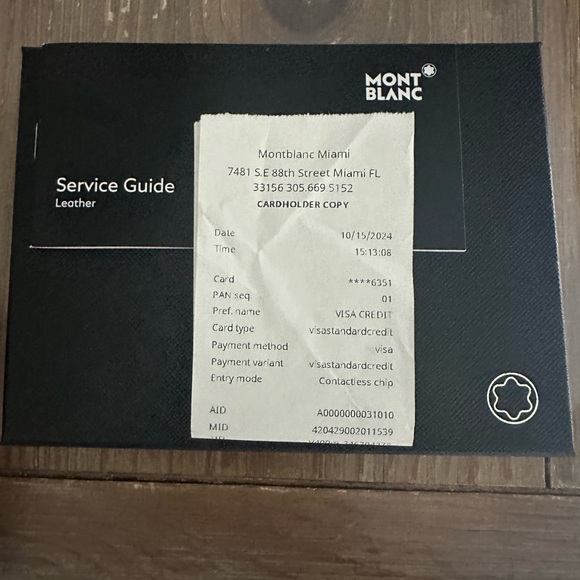 MONT
BLANC
Service Guide
Leather
Montblanc Miami
7481 S.E 88th Street Miami FL
33156 305.669 5152
CARDHOLDER COPY
Date 10/15/2024
Time 15:13:08
Card ****6351
PAN seq 01
Pref. name VISA CREDIT
Card type visastandardcredit
Payment method visa
Payment variant visastandardcredit
Entry mode Contactless chip
AID A0000000031010
MID 420429002011539